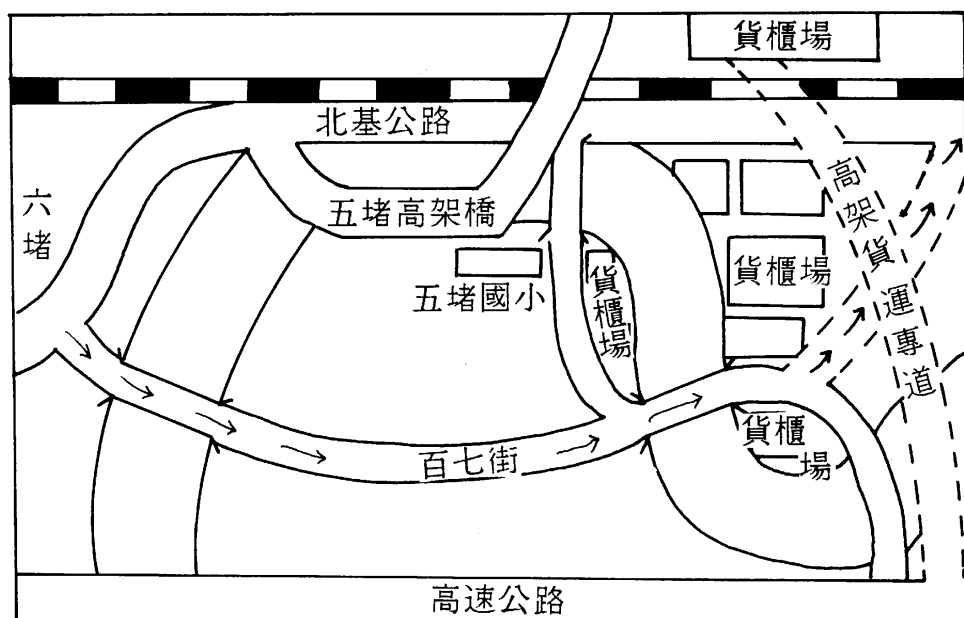 貨櫃場
北基公路
六堵
五堵高架橋
高架貨運專道
五堵國小
貨櫃場
貨櫃場
百七街
貨櫃場
高速公路